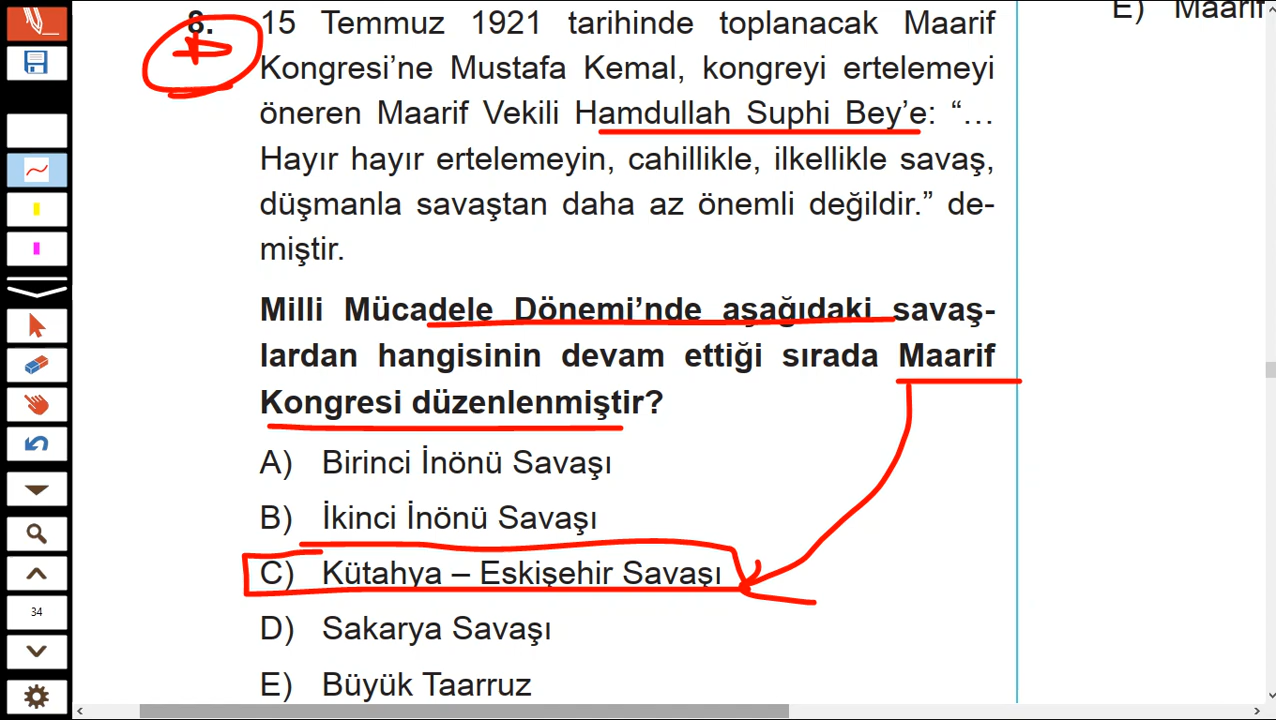 E) Maarif
8. 15 Temmuz 1921 tarihinde toplanacak Maarif
Kongresi’ne Mustafa Kemal, kongreyi ertelemeyi
öneren Maarif Vekili Hamdullah Suphi Bey’e: “…
Hayır hayır ertelemeyin, cahillikle, ilkellikle savaş,
düşmanla savaştan daha az önemli değildir.” de-
miştir.
Milli Mücadele Dönemi’nde aşağıdaki savaş-
lardan hangisinin devam ettiği sırada Maarif
Kongresi düzenlenmiştir?
A) Birinci İnönü Savaşı
B) İkinci İnönü Savaşı
C) Kütahya – Eskişehir Savaşı
D) Sakarya Savaşı
E) Büyük Taarruz
34